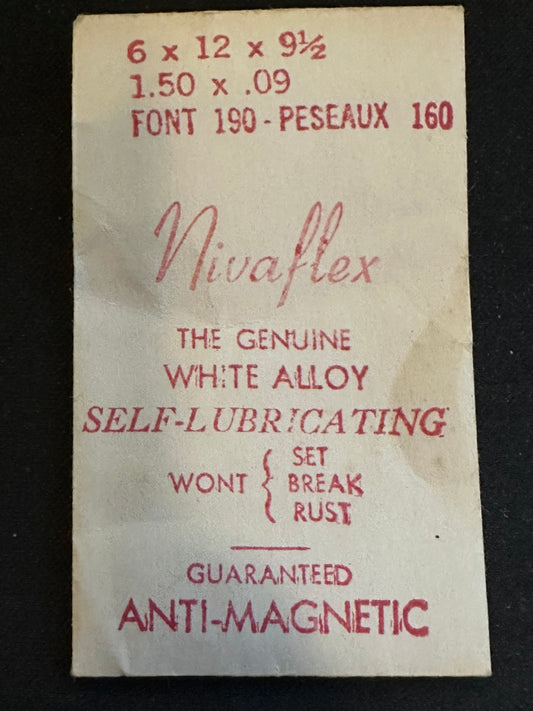 6 x 12 x 9½
1.50 x .09
FONT 190 - PESEAUX 160
Nivaflex
THE GENUINE
WHITE ALLOY
SELF-LUBRICATING
WONT { SET
BREAK
RUST
GUARANTEED
ANTI-MAGNETIC